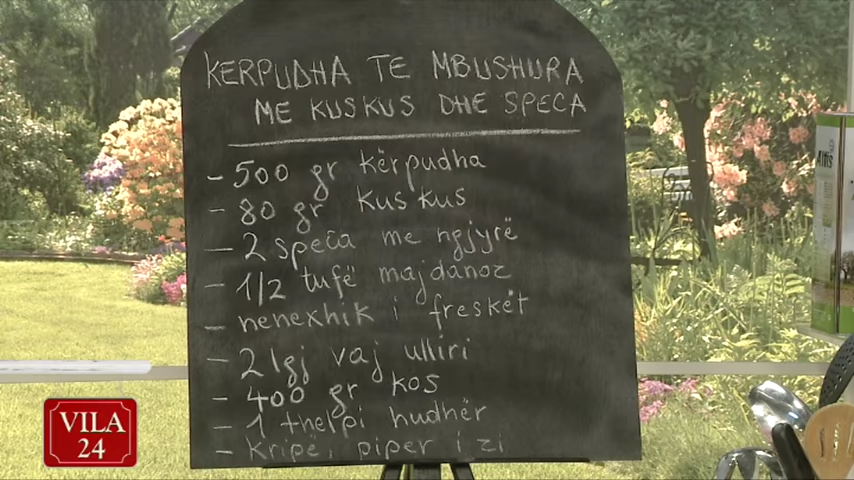 KERPUDHA TE MBUSHURA
ME KUSKUS DHE SPECA
- 500 gr kërpudha
- 80 gr kuskus
- 2 speca me ngjyrë
- 1/2 tufë majdanoz
- nenexhik i freskët
- 2 lgj vaj ulliri
- 400 gr kos
- 1 thelpi hudhër
- Kripë, piper i zi
VILA
24